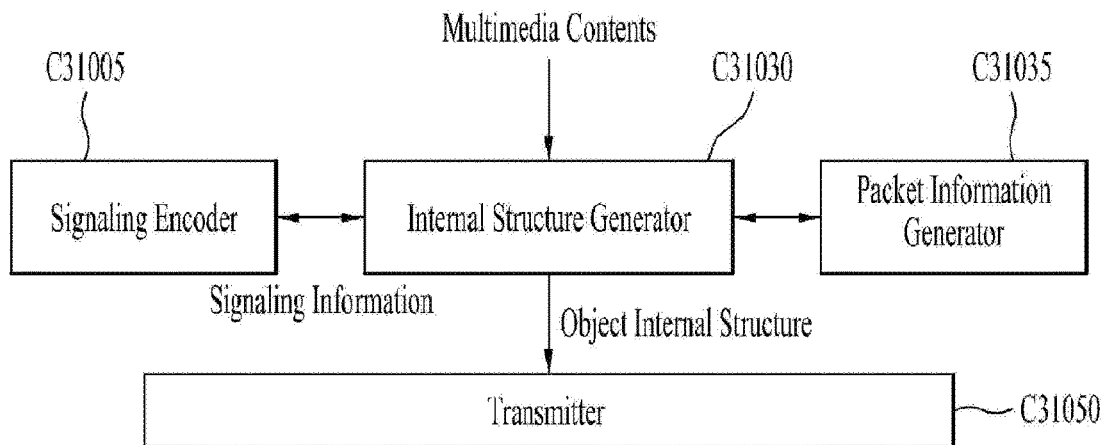 Multimedia Contents
C31005
C31030
C31035
Signaling Encoder
Internal Structure Generator
Packet Information
Generator
Signaling Information
Object Internal Structure
Transmitter
C31050